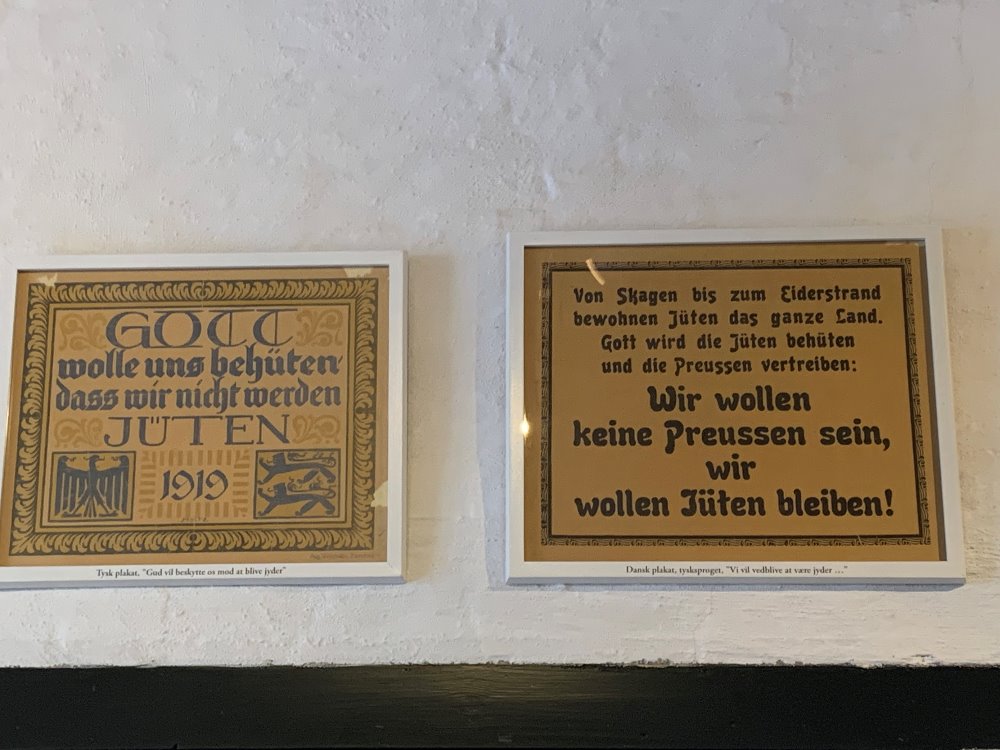 GOTT
wolle uns behüten
dass wir nicht werden
JÜTEN
1919
Tysk plakat, "Gud vil beskytte os mod at blive jyder"
Von Skagen bis zum Eiderstrand
bewohnen Jüten das ganze Land.
Gott wird die Jüten behüten
und die Preussen vertreiben:
Wir wollen
keine Preussen sein,
wir
wollen Jüten bleiben!
Dansk plakat, tysksproget, "Vi vil vedblive at være jyder ..."